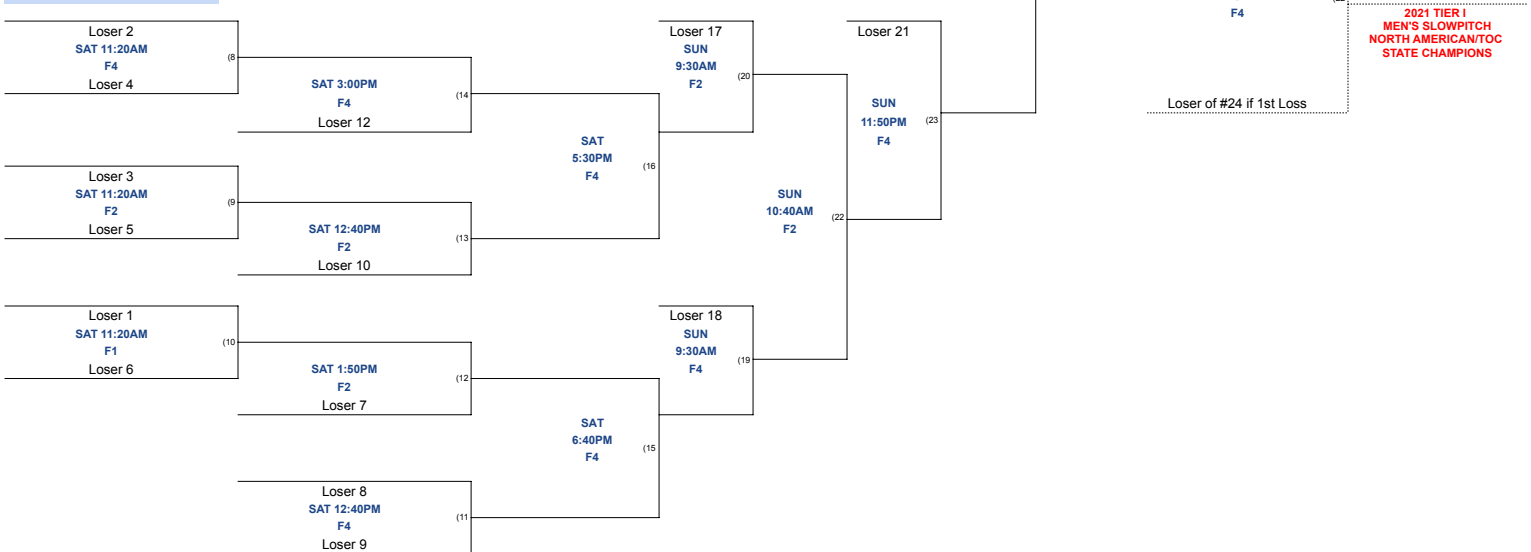 Loser 2
SAT 11:20AM
F4
Loser 4
(8
SAT 3:00PM
F4
Loser 12
(14
Loser 3
SAT 11:20AM
F2
Loser 5
(9
SAT 12:40PM
F2
Loser 10
(13
SAT
5:30PM
F4
(16
Loser 17
SUN
9:30AM
F2
(20
Loser 1
SAT 11:20AM
F1
Loser 6
(10
SAT 1:50PM
F2
Loser 7
(12
Loser 8
SAT 12:40PM
F4
Loser 9
(11
SAT
6:40PM
F4
(15
Loser 18
SUN
9:30AM
F4
(19
SUN
10:40AM
F2
(22
Loser 21
SUN
11:50PM
F4
(23
F4
Loser of #24 if 1st Loss
2021 TIER I
MEN'S SLOWPITCH
NORTH AMERICAN/TOC
STATE CHAMPIONS